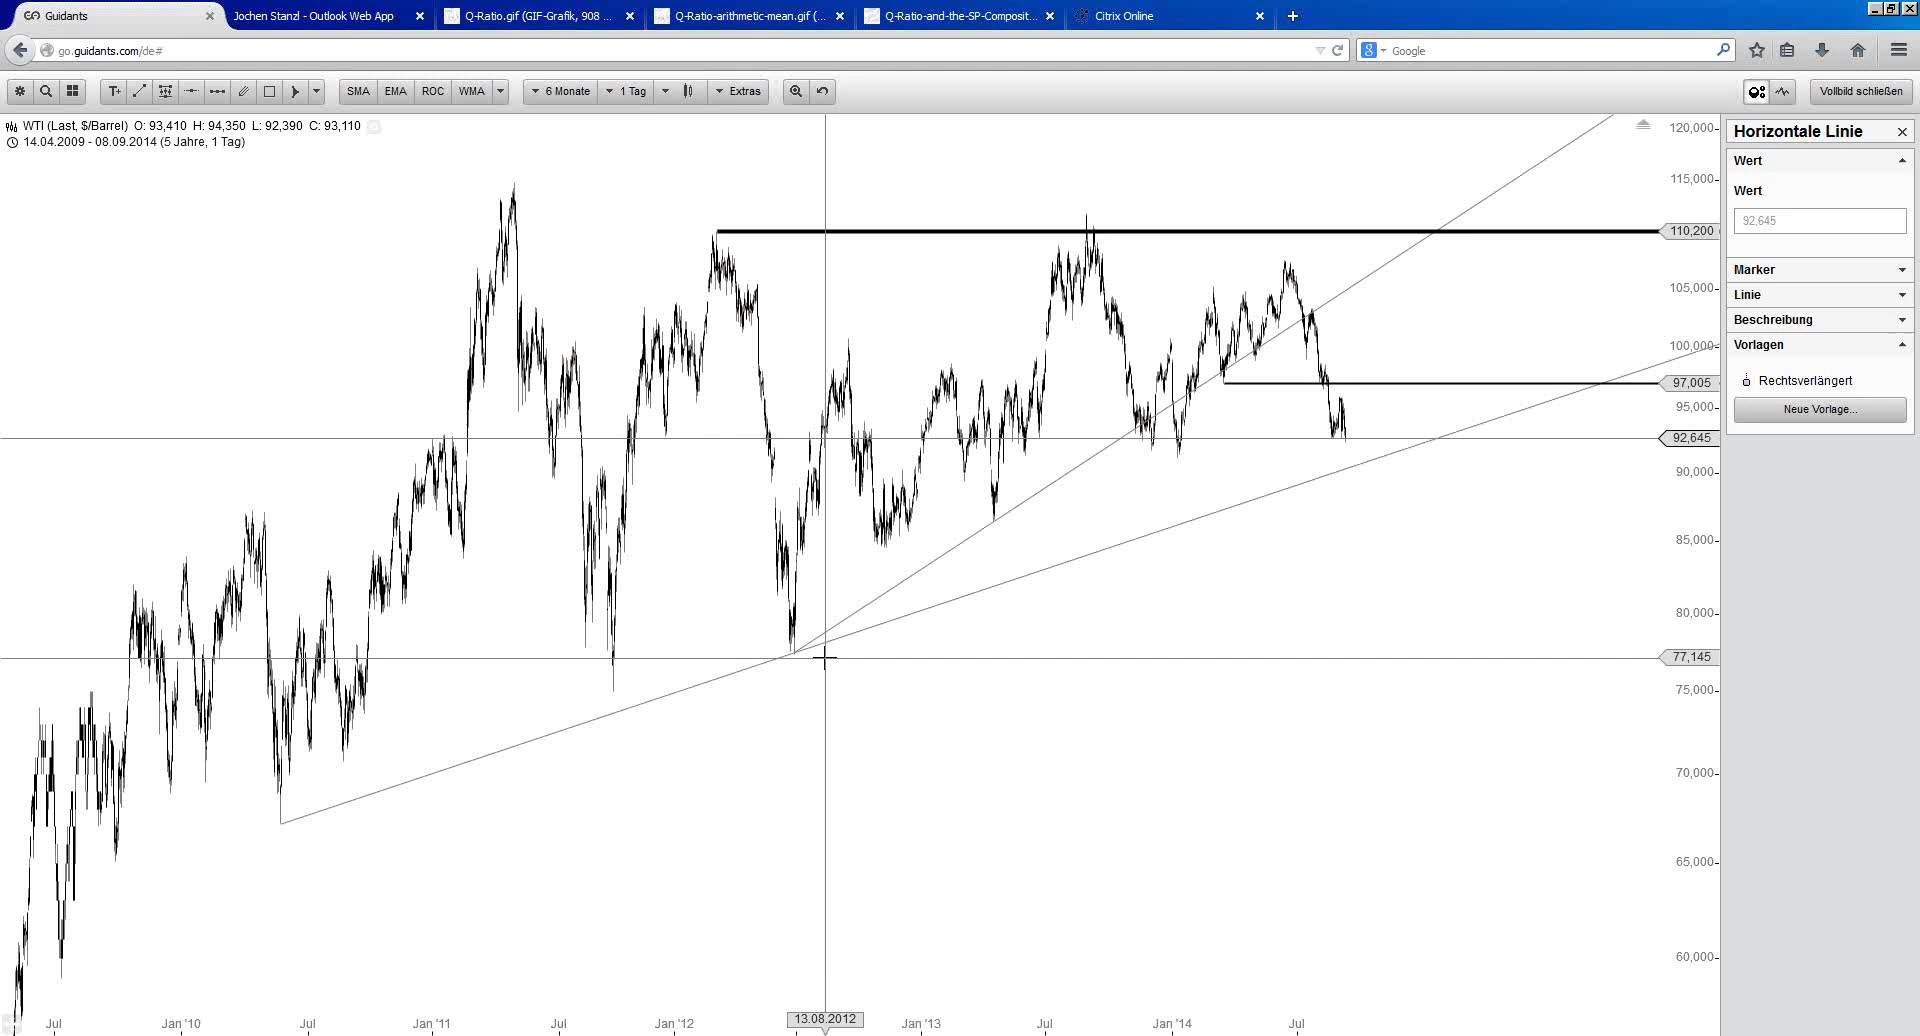 Guidants
Jochen Stanzl - Outlook Web App
Q-Ratio.gif (GIF-Grafik, 908 ...
Q-Ratio-arithmetic-mean.gif (...
Q-Ratio-and-the-SP-Composit...
Citrix Online
go.guidants.com/de#
Google
SMA EMA ROC WMA 6 Monate 1 Tag Extras Vollbild schließen
WTI (Last, $/Barrel) O: 93,410 H: 94,350 L: 92,390 C: 93,110
14.04.2009 - 08.09.2014 (5 Jahre, 1 Tag)
120,000
115,000
110,200
105,000
100,000
97,005
95,000
92,645
90,000
85,000
80,000
77,145
75,000
70,000
65,000
60,000
Jul Jan '10 Jul Jan '11 Jul Jan '12 13.08.2012 Jan '13 Jul Jan '14 Jul
Horizontale Linie
Wert
Wert
92,645
Marker
Linie
Beschreibung
Vorlagen
Rechtsverlängert
Neue Vorlage...